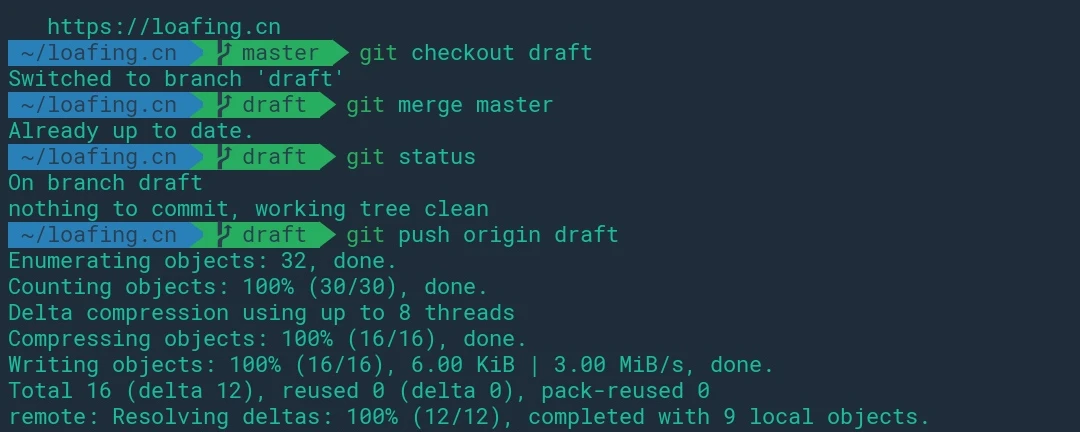 https://loafing.cn
~/loafing.cn master git checkout draft
Switched to branch 'draft'
~/loafing.cn draft git merge master
Already up to date.
~/loafing.cn draft git status
On branch draft
nothing to commit, working tree clean
~/loafing.cn draft git push origin draft
Enumerating objects: 32, done.
Counting objects: 100% (30/30), done.
Delta compression using up to 8 threads
Compressing objects: 100% (16/16), done.
Writing objects: 100% (16/16), 6.00 KiB | 3.00 MiB/s, done.
Total 16 (delta 12), reused 0 (delta 0), pack-reused 0
remote: Resolving deltas: 100% (12/12), completed with 9 local objects.